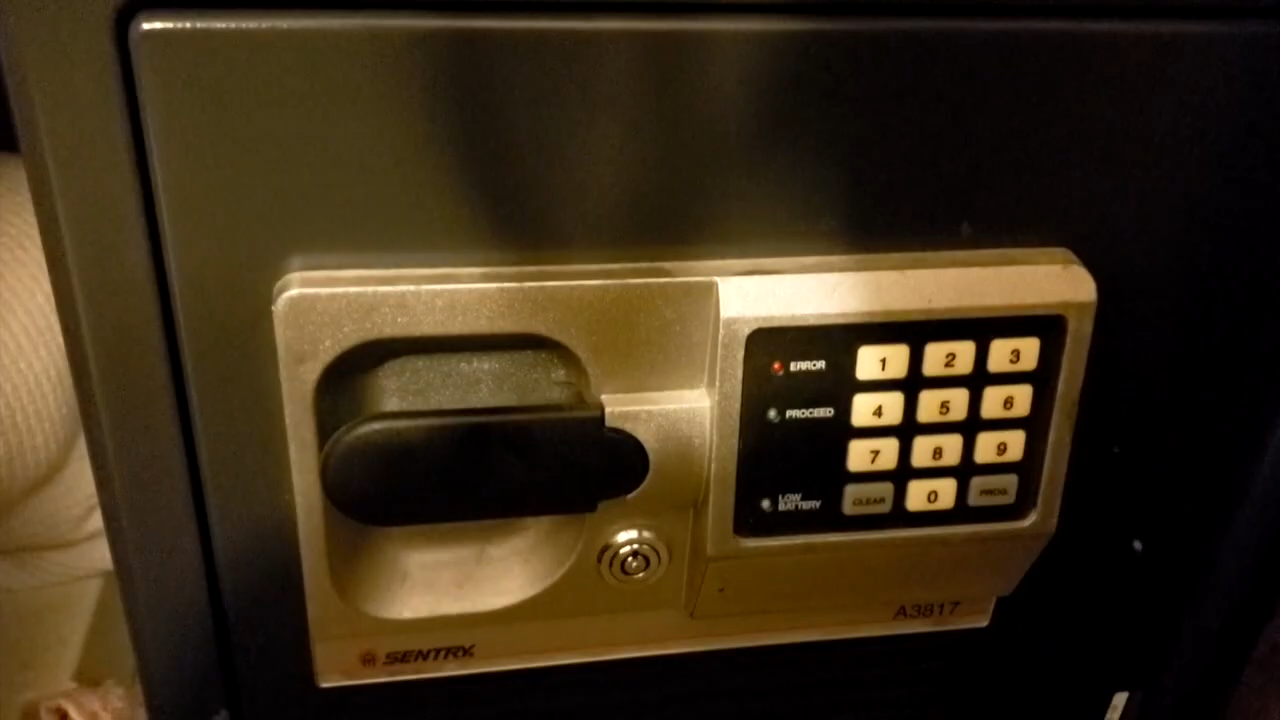 ERROR
1 2 3
PROCEED
4 5 6
7 8 9
LOW
BATTERY
CLEAR 0 PROG.
A3817
SENTRY